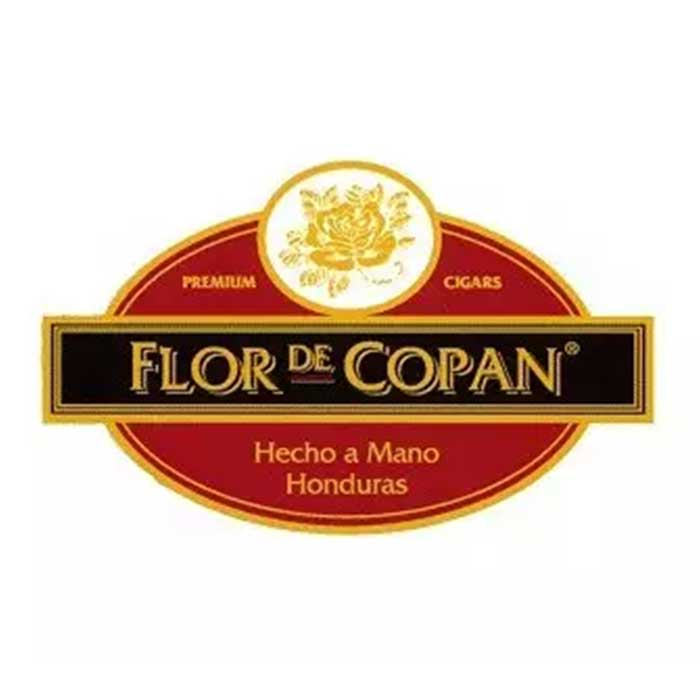 PREMIUM CIGARS
FLOR DE COPAN®
Hecho a Mano
Honduras